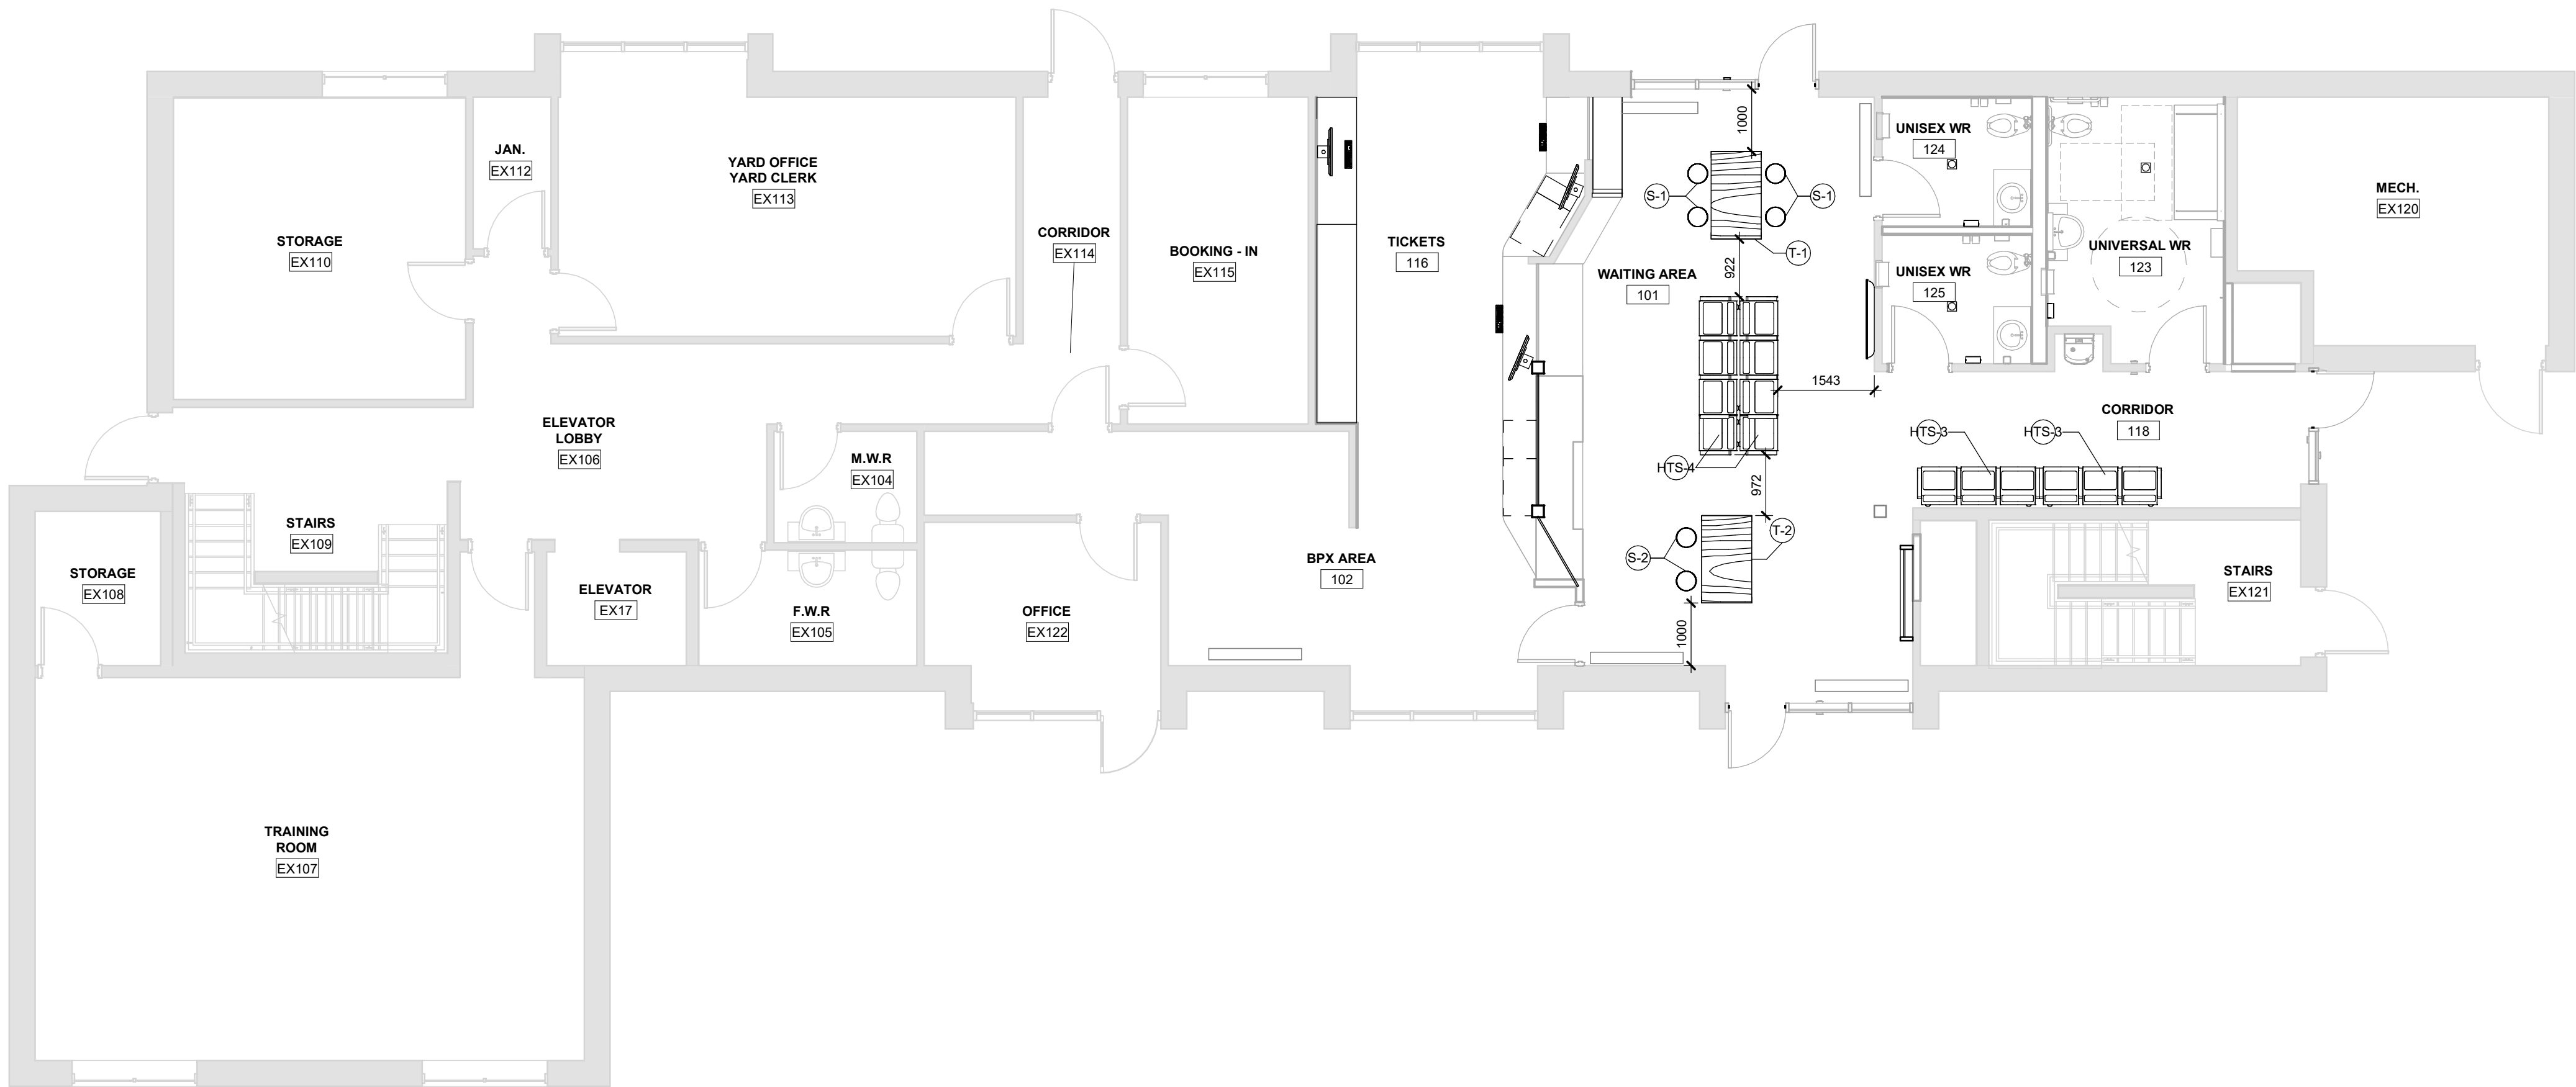 JAN.
EX112
YARD OFFICE
YARD CLERK
EX113
STORAGE
EX110
CORRIDOR
EX114
BOOKING - IN
EX115
TICKETS
116
WAITING AREA
101
1000
S-1
S-1
T-1
922
UNISEX WR
124
UNISEX WR
125
UNIVERSAL WR
123
MECH.
EX120
1543
HTS-4
972
CORRIDOR
118
HTS-3
HTS-3
ELEVATOR
LOBBY
EX106
M.W.R
EX104
STAIRS
EX109
STORAGE
EX108
ELEVATOR
EX17
F.W.R
EX105
OFFICE
EX122
BPX AREA
102
S-2
T-2
1000
STAIRS
EX121
TRAINING
ROOM
EX107